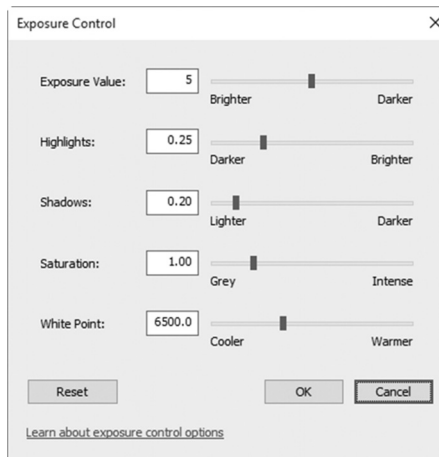 Exposure Control
Exposure Value: 5
Brighter Darker
Highlights: 0.25
Darker Brighter
Shadows: 0.20
Lighter Darker
Saturation: 1.00
Grey Intense
White Point: 6500.0
Cooler Warmer
Reset OK Cancel
Learn about exposure control options